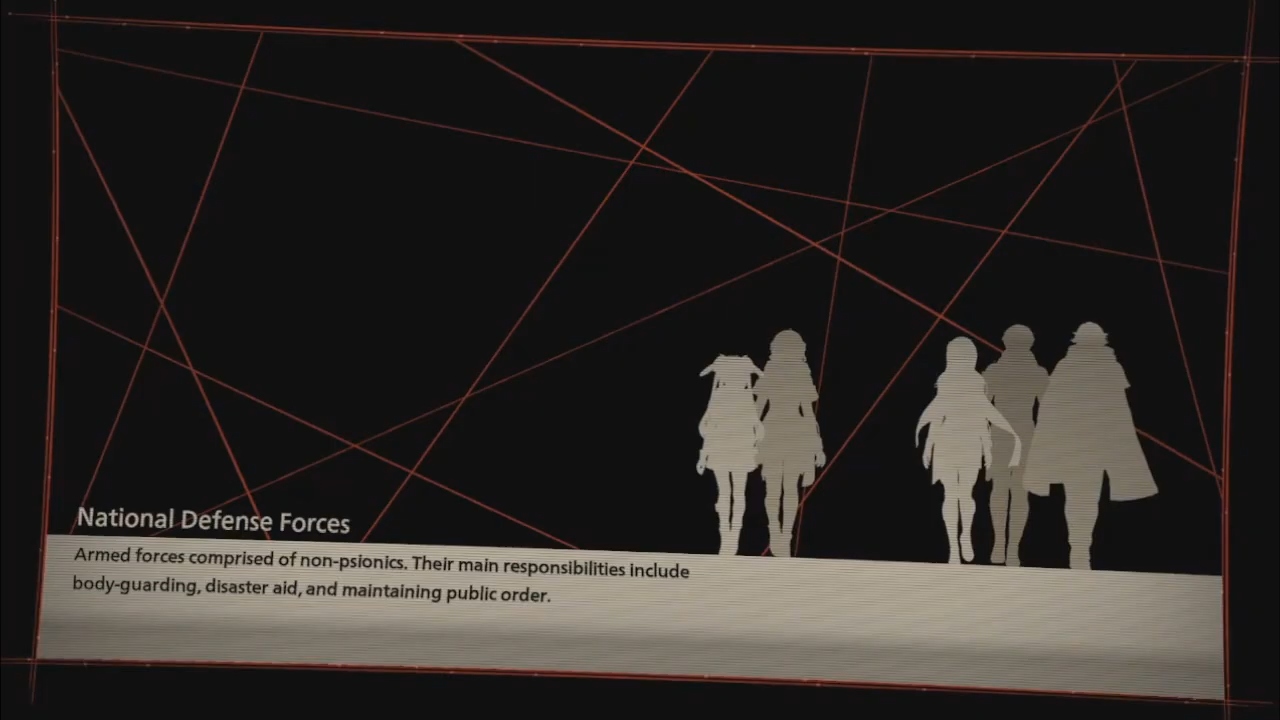 National Defense Forces
Armed forces comprised of non-psionics. Their main responsibilities include
body-guarding, disaster aid, and maintaining public order.